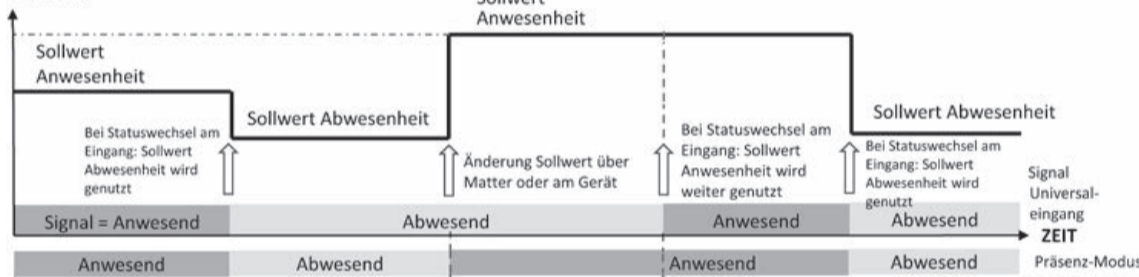 Sollwert
Anwesenheit
Sollwert
Anwesenheit
Sollwert Abwesenheit
Sollwert Abwesenheit
Bei Statuswechsel am
Eingang: Sollwert
Abwesenheit wird
genutzt
Änderung Sollwert über
Matter oder am Gerät
Bei Statuswechsel am
Eingang: Sollwert
Anwesenheit wird
weiter genutzt
Bei Statuswechsel am
Eingang: Sollwert
Abwesenheit wird
genutzt
Signal
Universal-
eingang
Signal = Anwesend
Abwesend
Anwesend
Abwesend
ZEIT
Anwesend
Abwesend
Anwesend
Abwesend
Präsenz-Modus